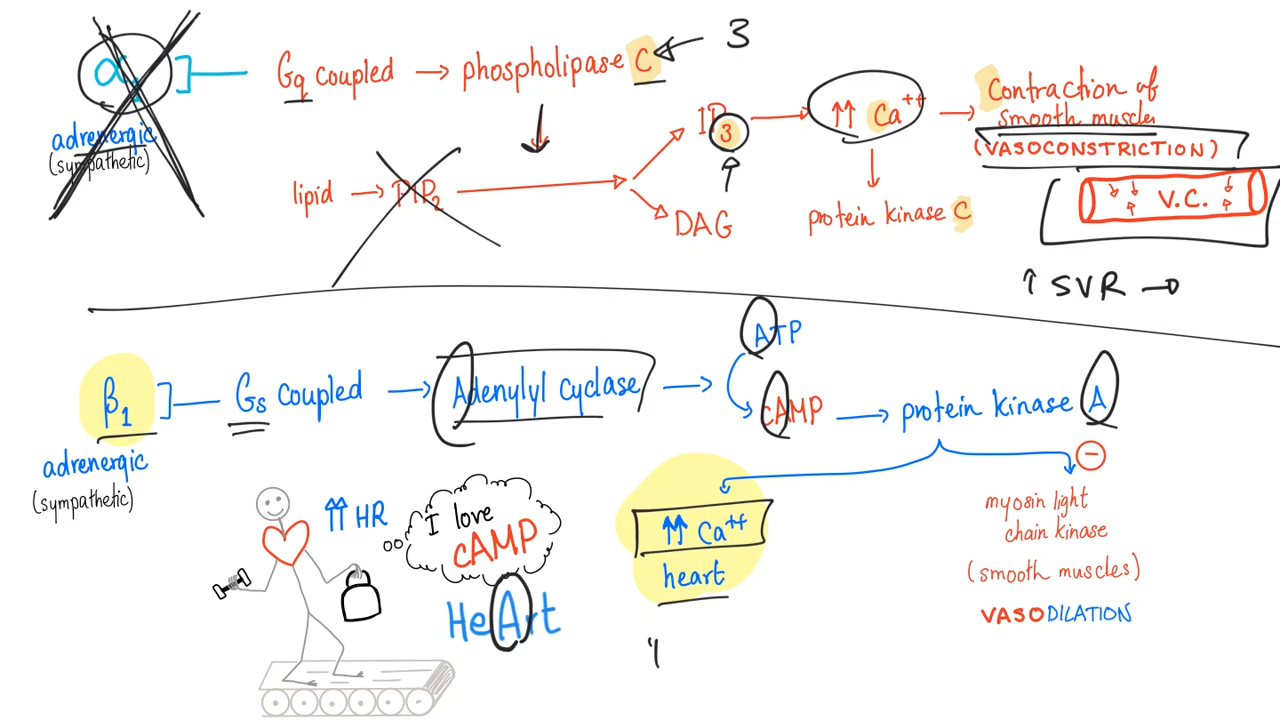 α1
adrenergic
(sympathetic)
Gq coupled → phospholipase C ← 3
lipid → PIP2
IP3
DAG
↑↑ Ca++
protein kinase C
Contraction of
smooth muscles
(VASOCONSTRICTION)
V.C.
↑ SVR →
β1
adrenergic
(sympathetic)
Gs coupled → Adenylyl cyclase →
ATP
cAMP → protein kinase A
↑↑ HR
I love
cAMP
HeArt
↑↑ Ca++
heart
−
myosin light
chain kinase
(smooth muscles)
VASODILATION